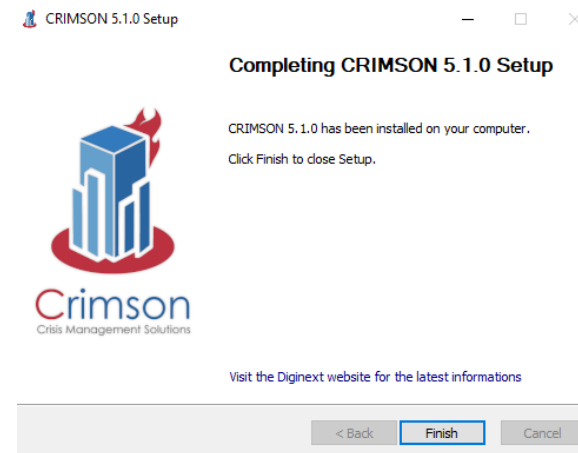 CRIMSON 5.1.0 Setup
Completing CRIMSON 5.1.0 Setup
CRIMSON 5.1.0 has been installed on your computer.
Click Finish to close Setup.
Crimson
Crisis Management Solutions
Visit the Diginext website for the latest informations
< Back
Finish
Cancel